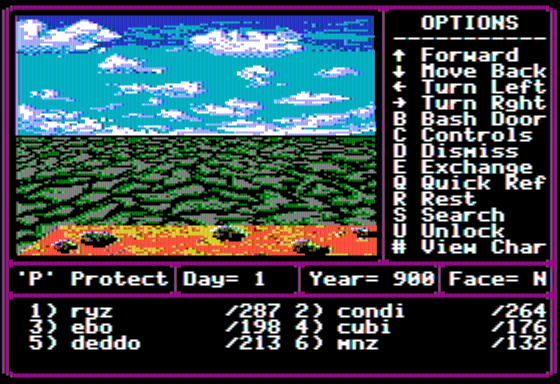 OPTIONS
------------
↑ Forward
↓ Move Back
← Turn Left
→ Turn Rght
B Bash Door
C Controls
D Dismiss
E Exchange
Q Quick Ref
R Rest
S Search
U Unlock
# View Char
'P' Protect Day= 1 Year= 900 Face= N
1) ryz /287 2) condi /264
3) ebo /198 4) cubi /176
5) deddo /213 6) mnz /132